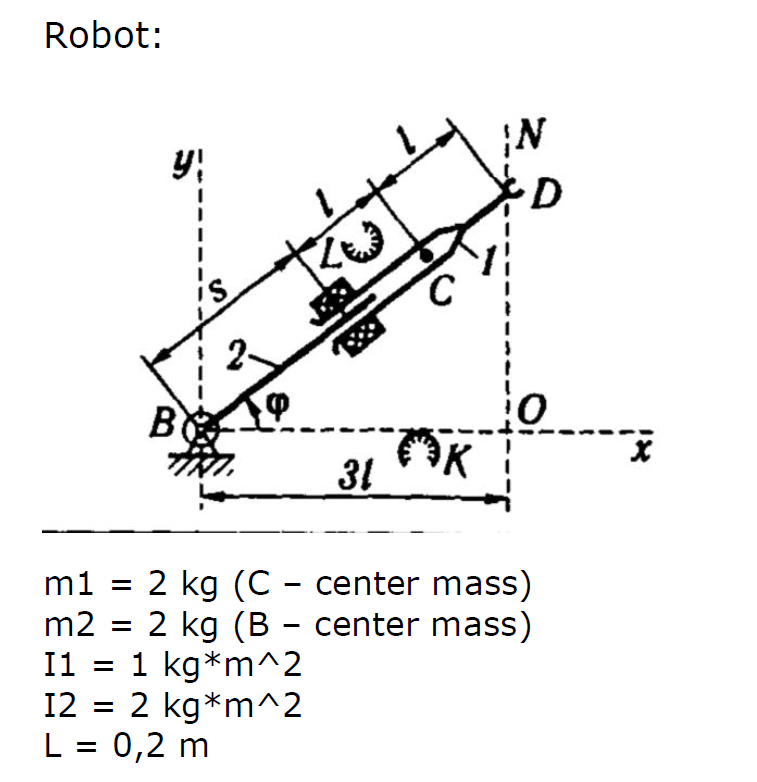 Robot:
N
y
l
D
l
L
1
s
C
2
B
φ
O
K
x
3l
m1 = 2 kg (C – center mass)
m2 = 2 kg (B – center mass)
I1 = 1 kg*m^2
I2 = 2 kg*m^2
L = 0,2 m